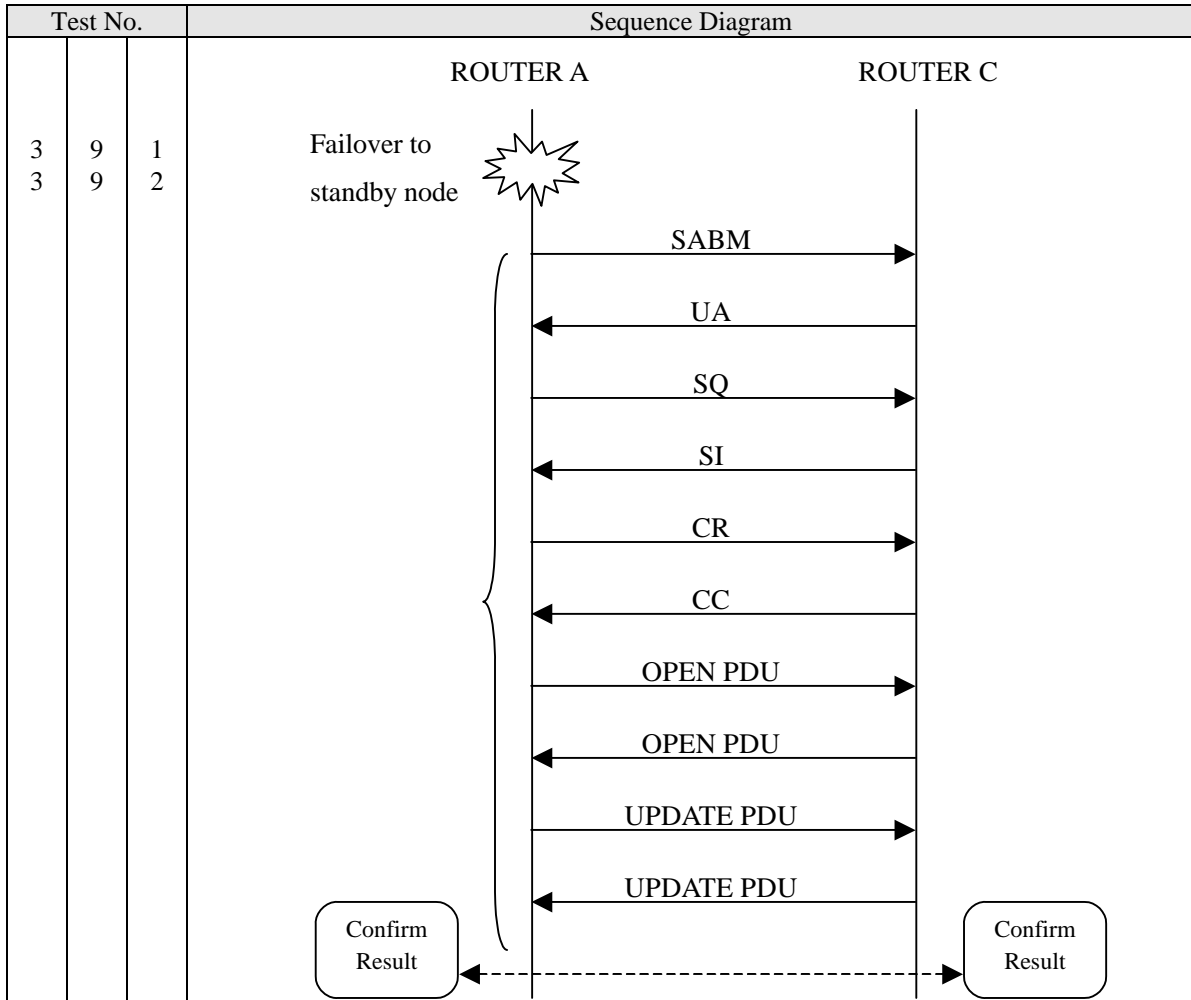 Test No. Sequence Diagram
ROUTER A ROUTER C
3 9 1
3 9 2
Failover to
standby node
SABM
UA
SQ
SI
CR
CC
OPEN PDU
OPEN PDU
UPDATE PDU
UPDATE PDU
Confirm
Result
Confirm
Result